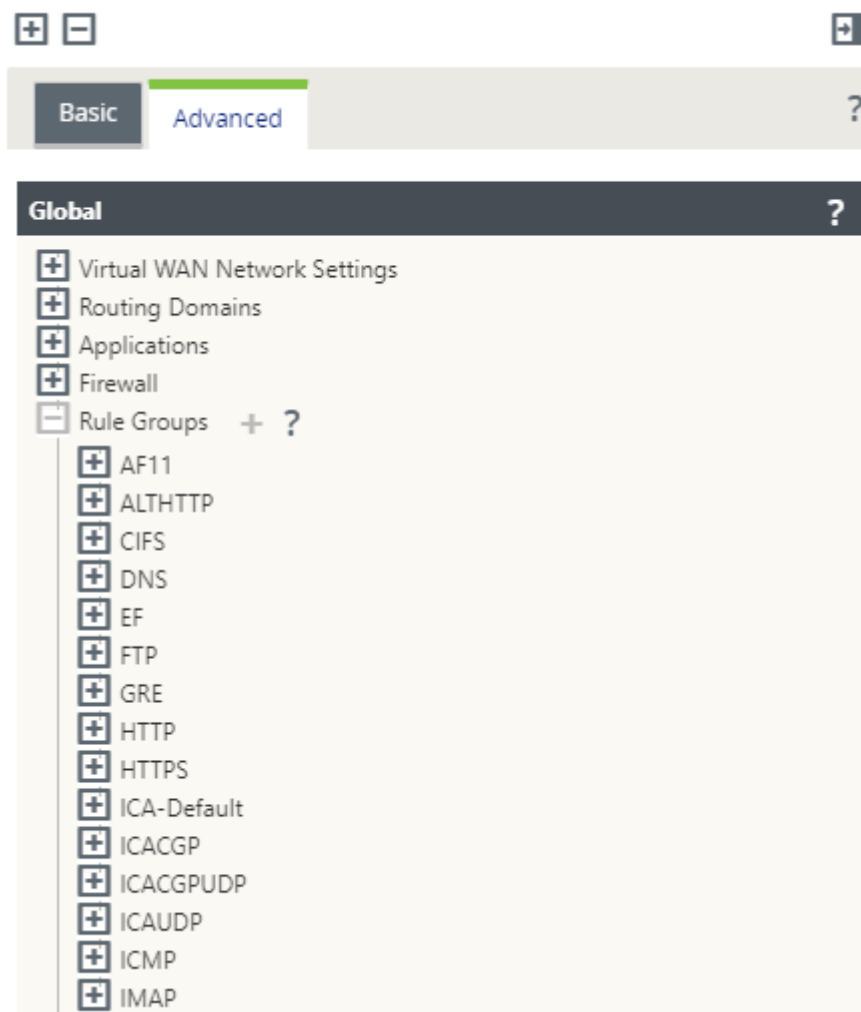 Basic
Advanced
?
Global
?
Virtual WAN Network Settings
Routing Domains
Applications
Firewall
Rule Groups + ?
AF11
ALTHTTP
CIFS
DNS
EF
FTP
GRE
HTTP
HTTPS
ICA-Default
ICACGP
ICACGPUDP
ICAUDP
ICMP
IMAP